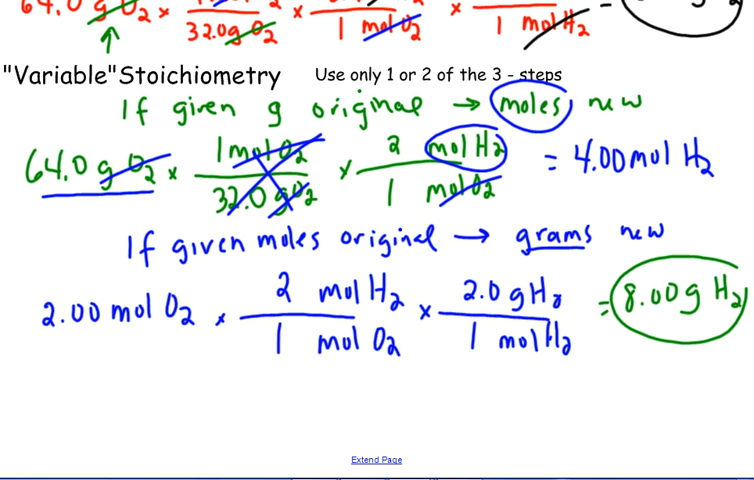 64.0 g O2 x 32.0 g O2 x 1 mol O2 x 1 mol H2 =
"Variable"Stoichiometry Use only 1 or 2 of the 3 - steps
If given g original → moles new
64.0 g O2 x 1 mol O2 / 32.0 g O2 x 2 mol H2 / 1 mol O2 = 4.00 mol H2
If given moles original → grams new
2.00 mol O2 x 2 mol H2 / 1 mol O2 x 2.0 g H2 / 1 mol H2 = 8.00 g H2
Extend Page